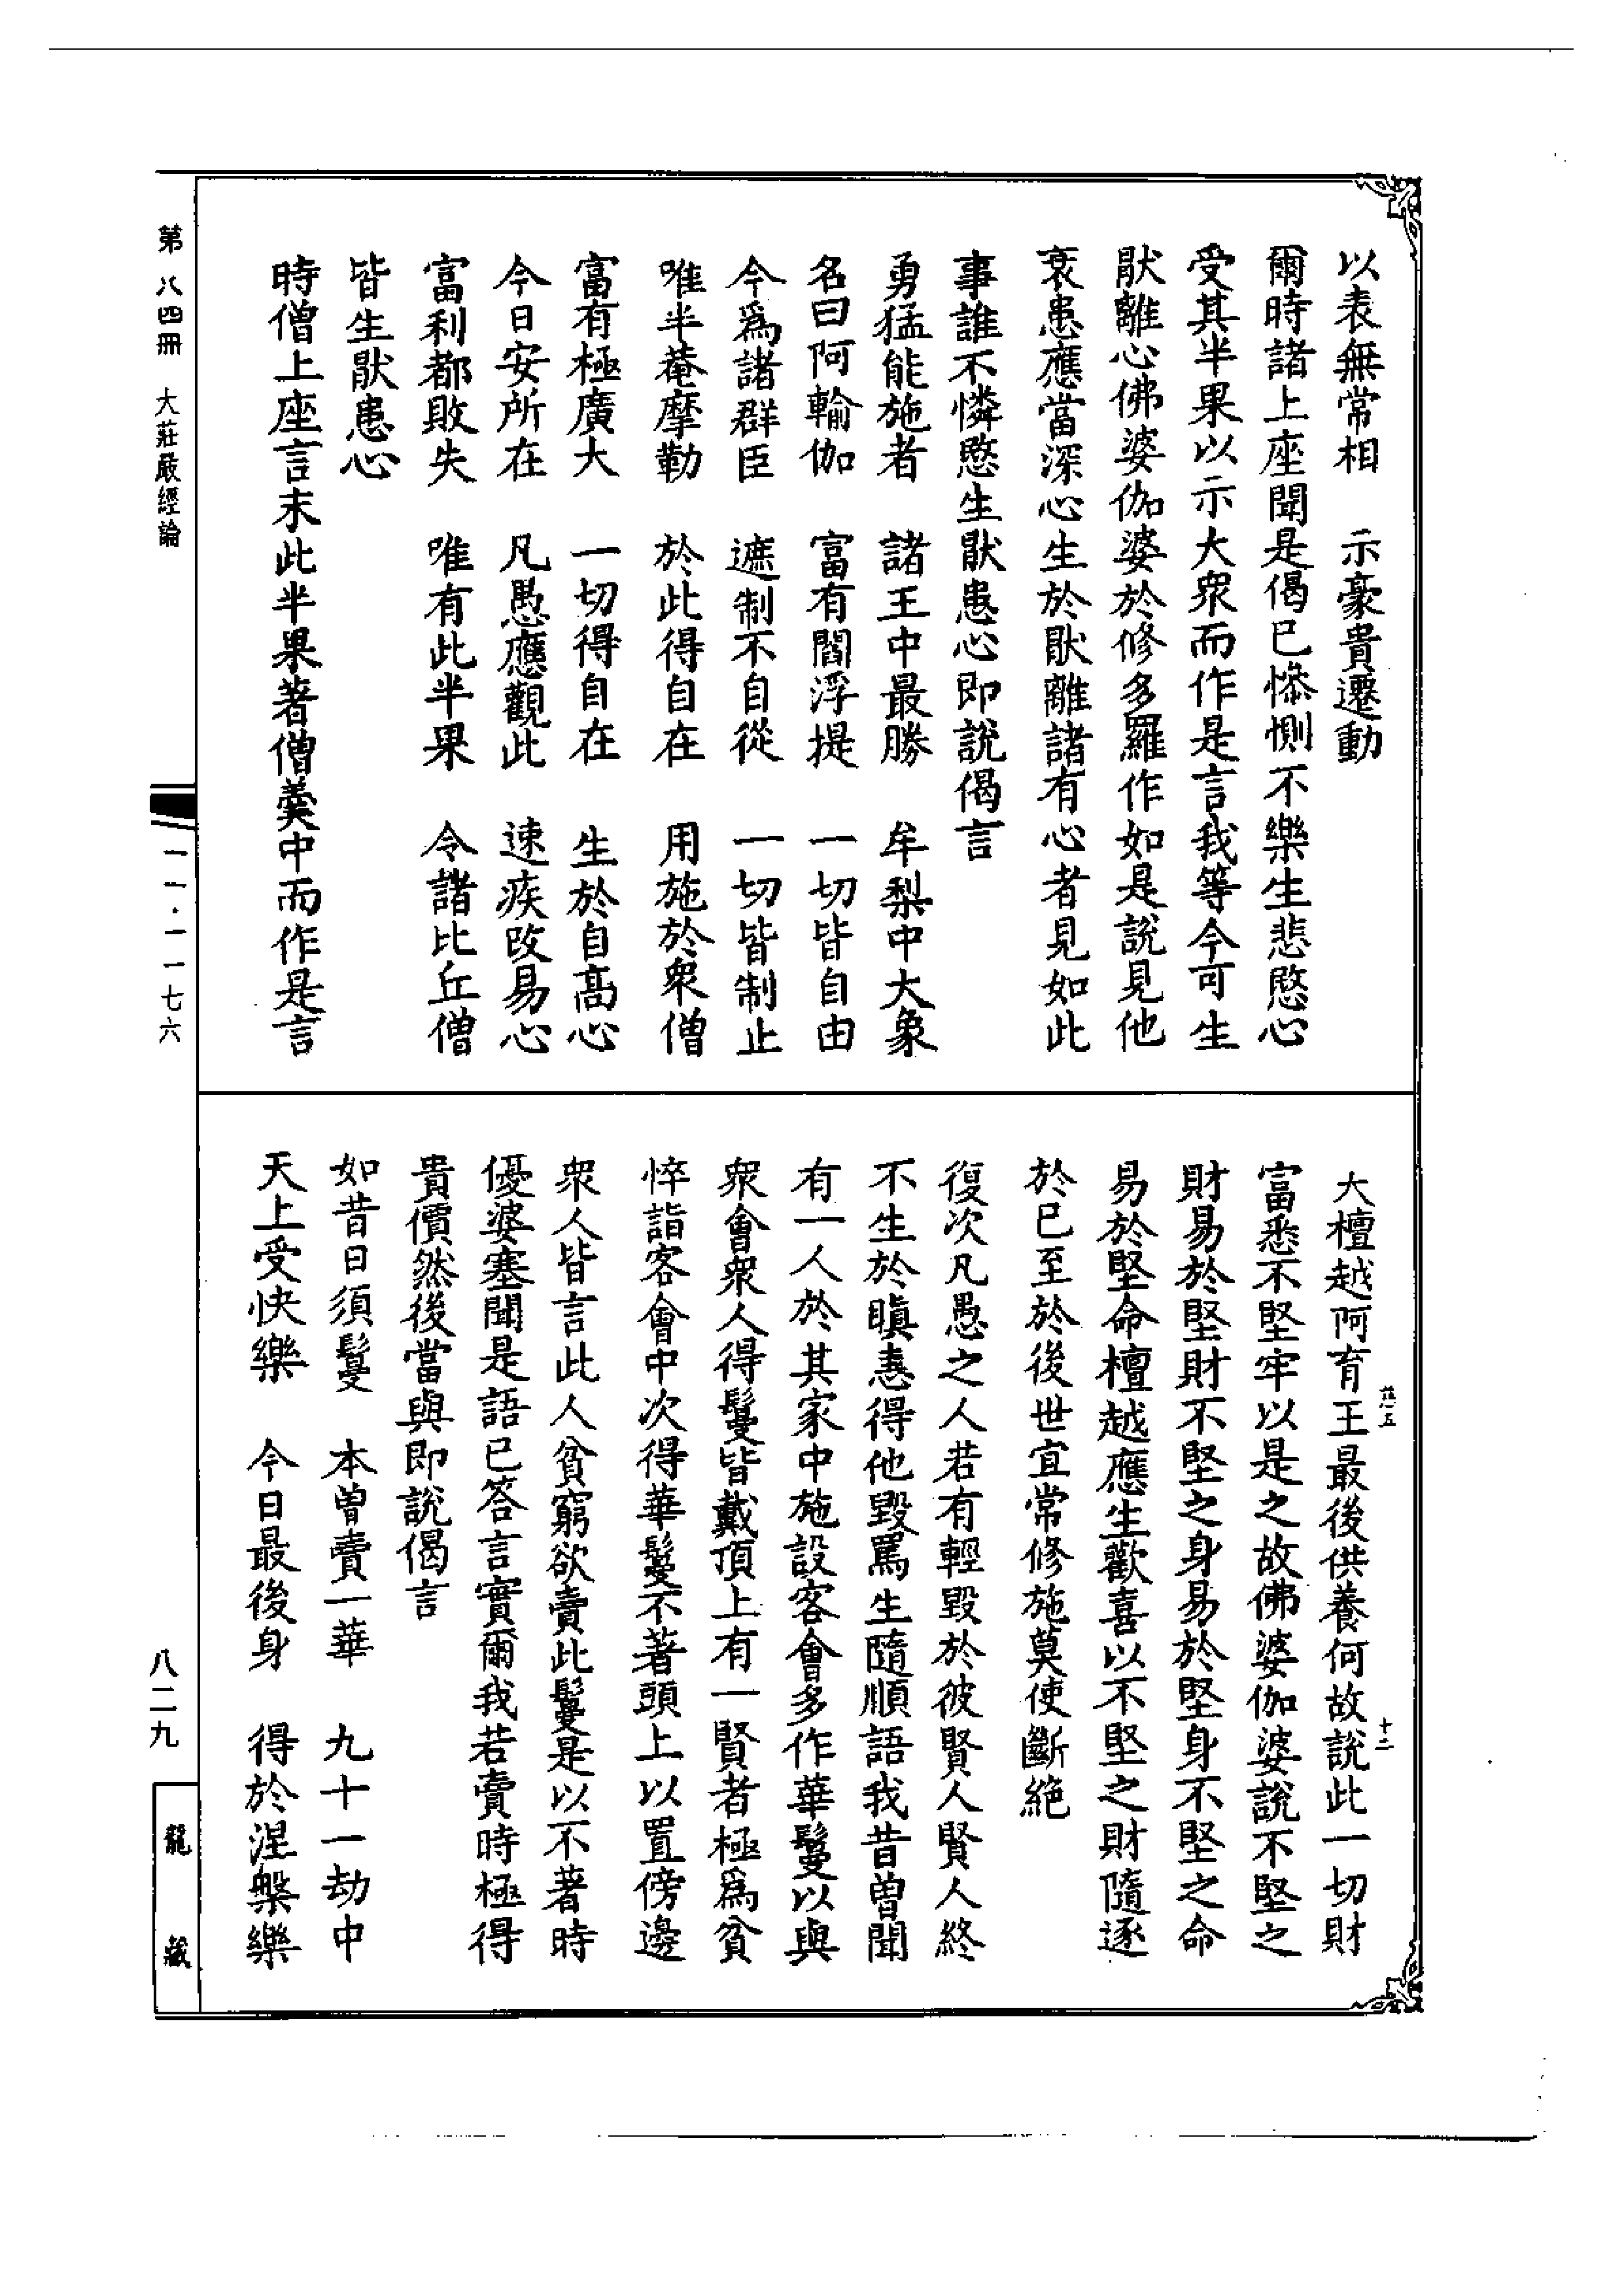 以表無常相　示豪貴遷動
爾時諸上座聞是偈已慘惻不樂生悲愍心
受其半果以示大衆而作是言我等今可生
猒離心佛婆伽婆於修多羅作如是說見他
衰患應當深心生於猒離諸有心者見如此
事誰不憐愍生猒患心即說偈言
勇猛能施者　諸王中最勝　牟梨中大象
名曰阿輸伽　富有閻浮提　一切皆自由
今爲諸群臣　遮制不自從　一切皆制止
唯半菴摩勒　於此得自在　用施於衆僧
富有極廣大　一切得自在　生於自高心
今日安所在　凡愚應觀此　速疾改易心
富利都敗失　唯有此半果　令諸比丘僧
皆生猒患心
時僧上座言末此半果著僧羹中而作是言
大檀越阿育王最後供養何故說此一切財
富悉不堅牢以是之故佛婆伽婆說不堅之
財易於堅財不堅之身易於堅身不堅之命
易於堅命檀越應生歡喜以不堅之財隨逐
於已至於後世宜常修施莫使斷絶
復次凡愚之人若有輕毀於彼賢人賢人終
不生於瞋恚得他毀罵生隨順語我昔曽聞
有一人於其家中施設客會多作華鬘以與
衆會衆人得鬘皆戴頂上有一賢者極爲貧
悴詣客會中次得華鬘不著頭上以置傍邊
衆人皆言此人貧窮欲賣此鬘是以不著時
優婆塞聞是語已答言實爾我若賣時極得
貴價然後當與即說偈言
如昔日須鬘　本曽賣一華　九十一劫中
天上受快樂　今日最後身　得於涅槃樂
慈五
十二
第八四冊　大莊嚴經論
一一·一一七六
八二九
龍藏